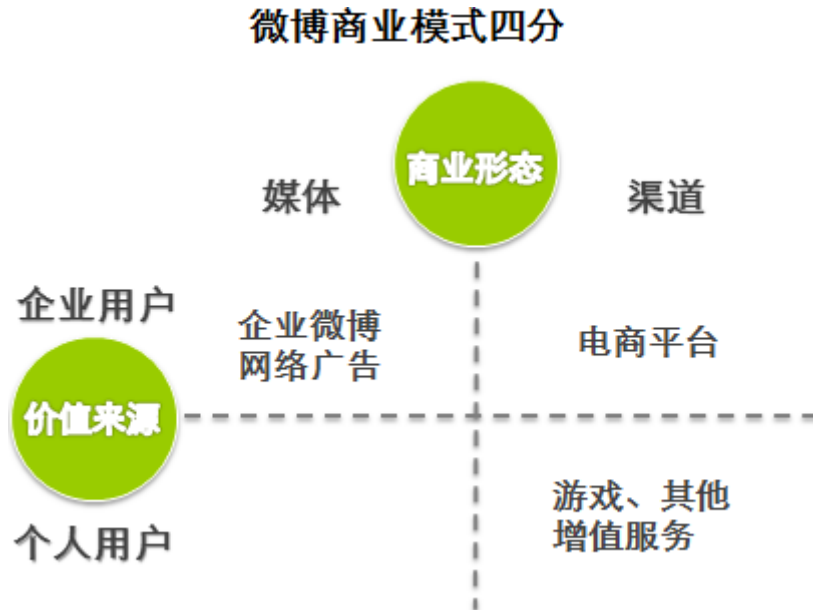 微博商业模式四分
商业形态
媒体
渠道
企业用户
企业微博
网络广告
电商平台
价值来源
游戏、其他
增值服务
个人用户